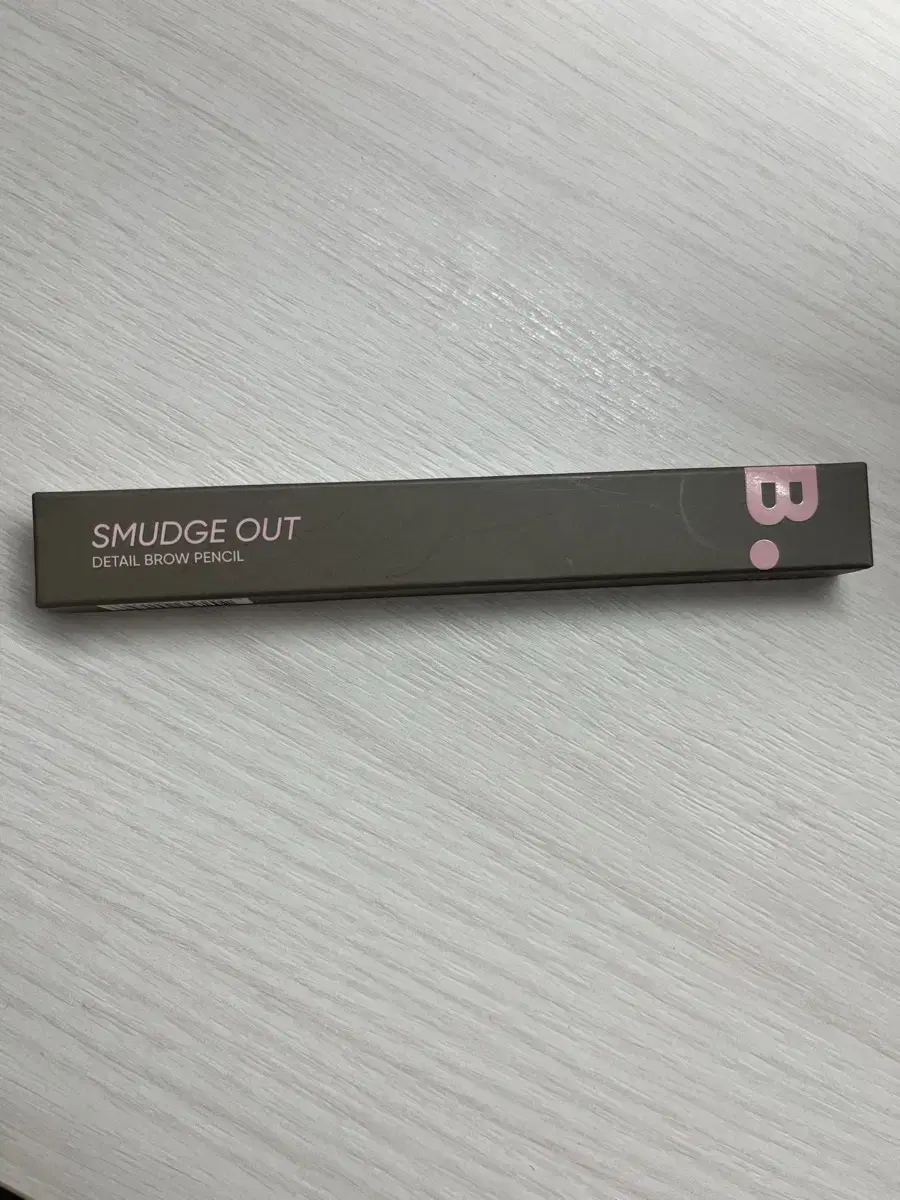 SMUDGE OUT
DETAIL BROW PENCIL
B.